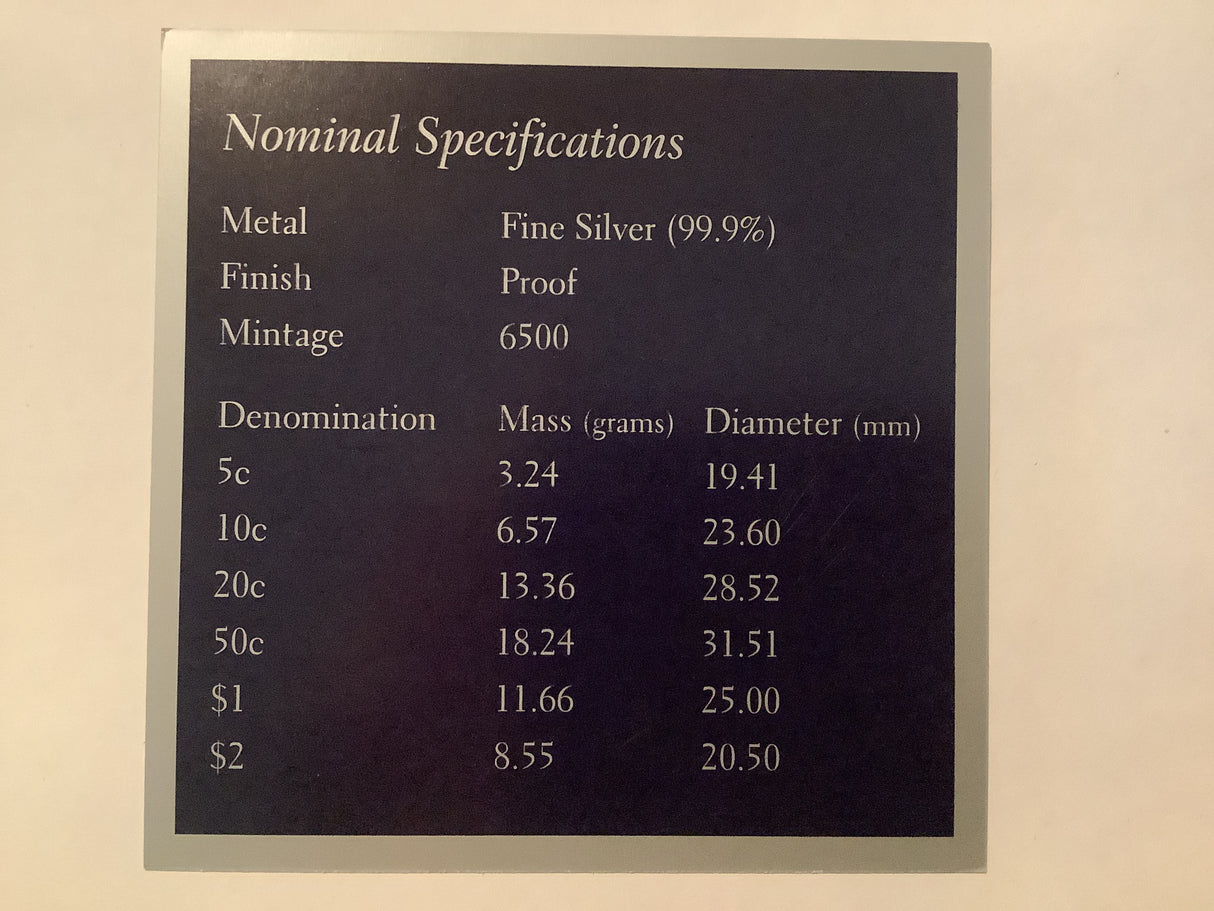 Nominal Specifications
Metal Fine Silver (99.9%)
Finish Proof
Mintage 6500
Denomination Mass (grams) Diameter (mm)
5c 3.24 19.41
10c 6.57 23.60
20c 13.36 28.52
50c 18.24 31.51
$1 11.66 25.00
$2 8.55 20.50